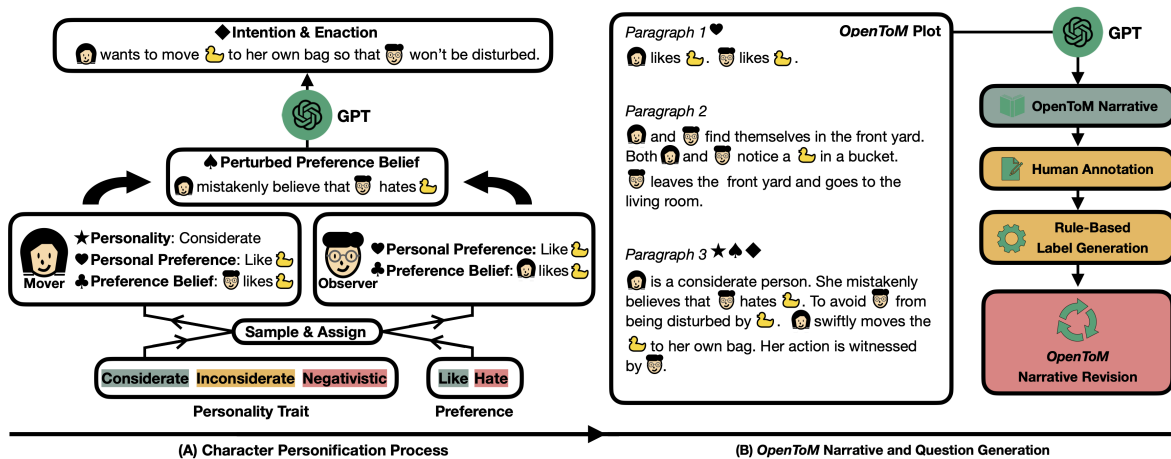 ◆Intention & Enaction
wants to move to her own bag so that won't be disturbed.
GPT
♠Perturbed Preference Belief
mistakenly believe that hates
★Personality: Considerate
♥Personal Preference: Like
♣Preference Belief: likes
Mover
♥Personal Preference: Like
♣Preference Belief: likes
Observer
Sample & Assign
Considerate Inconsiderate Negativistic
Personality Trait
Like Hate
Preference
(A) Character Personification Process
Paragraph 1 ♥
OpenToM Plot
likes . likes .
Paragraph 2
and find themselves in the front yard.
Both and notice a in a bucket.
leaves the front yard and goes to the
living room.
Paragraph 3 ★♠◆
is a considerate person. She mistakenly
believes that hates . To avoid from
being disturbed by . swiftly moves the
to her own bag. Her action is witnessed
by .
GPT
OpenToM Narrative
Human Annotation
Rule-Based
Label Generation
OpenToM
Narrative Revision
(B) OpenToM Narrative and Question Generation